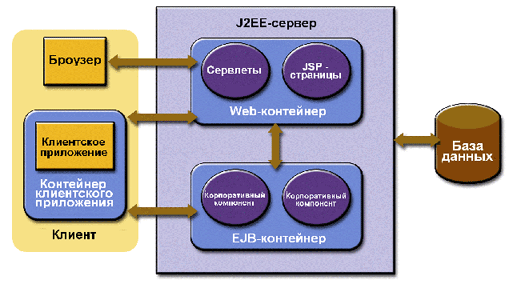 J2EE-сервер
Броузер
Сервлеты
JSP -
страницы
Web-контейнер
Клиентское
приложение
Контейнер
клиентского
приложения
База
данных
Корпоративный
компонент
Корпоративный
компонент
EJB-контейнер
Клиент